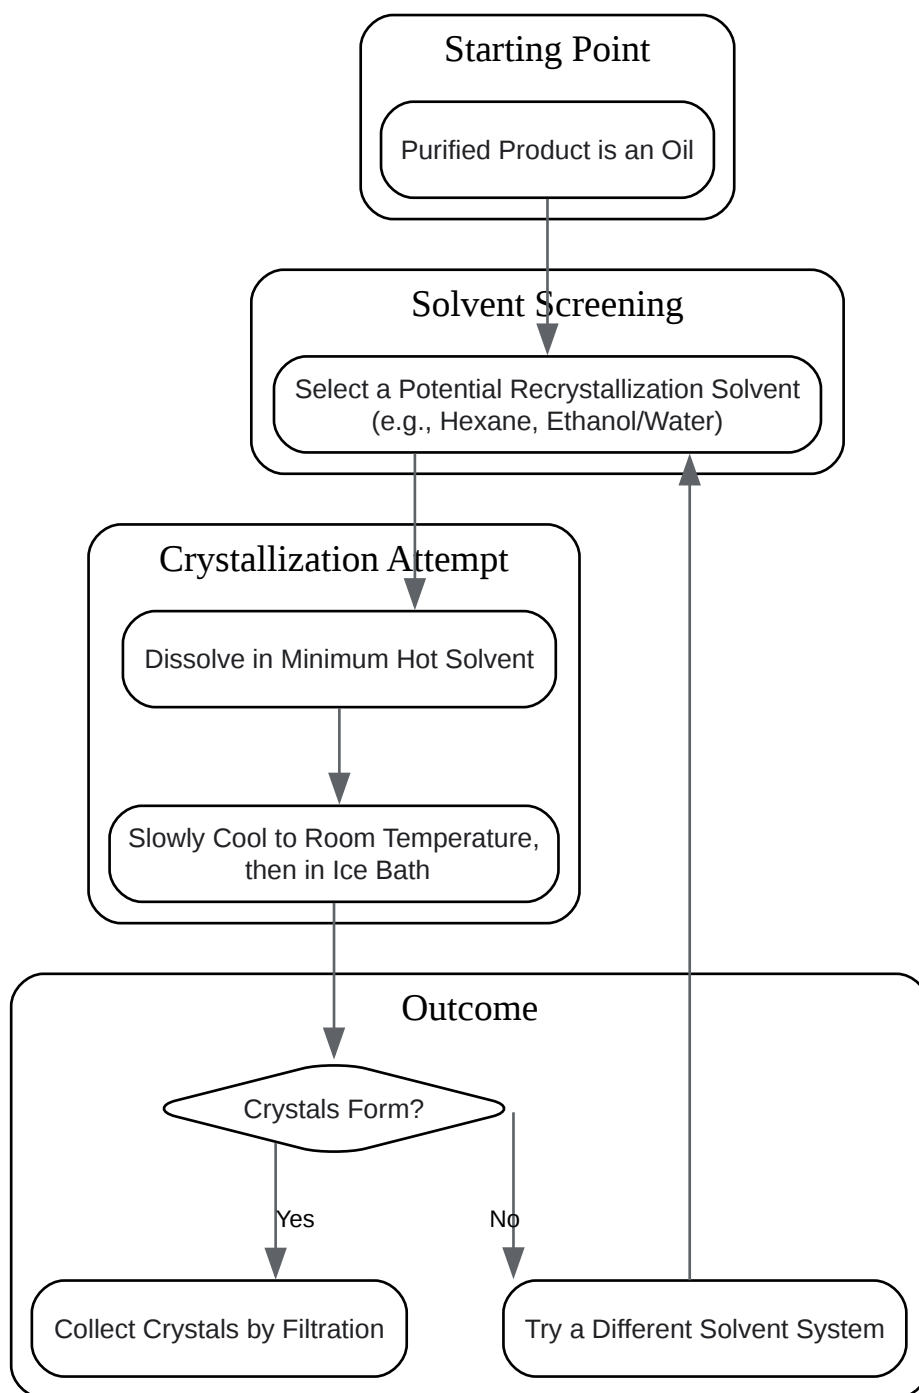 Starting Point
Purified Product is an Oil
Solvent Screening
Select a Potential Recrystallization Solvent
(e.g., Hexane, Ethanol/Water)
Crystallization Attempt
Dissolve in Minimum Hot Solvent
Slowly Cool to Room Temperature,
then in Ice Bath
Outcome
Crystals Form?
Yes
No
Collect Crystals by Filtration
Try a Different Solvent System